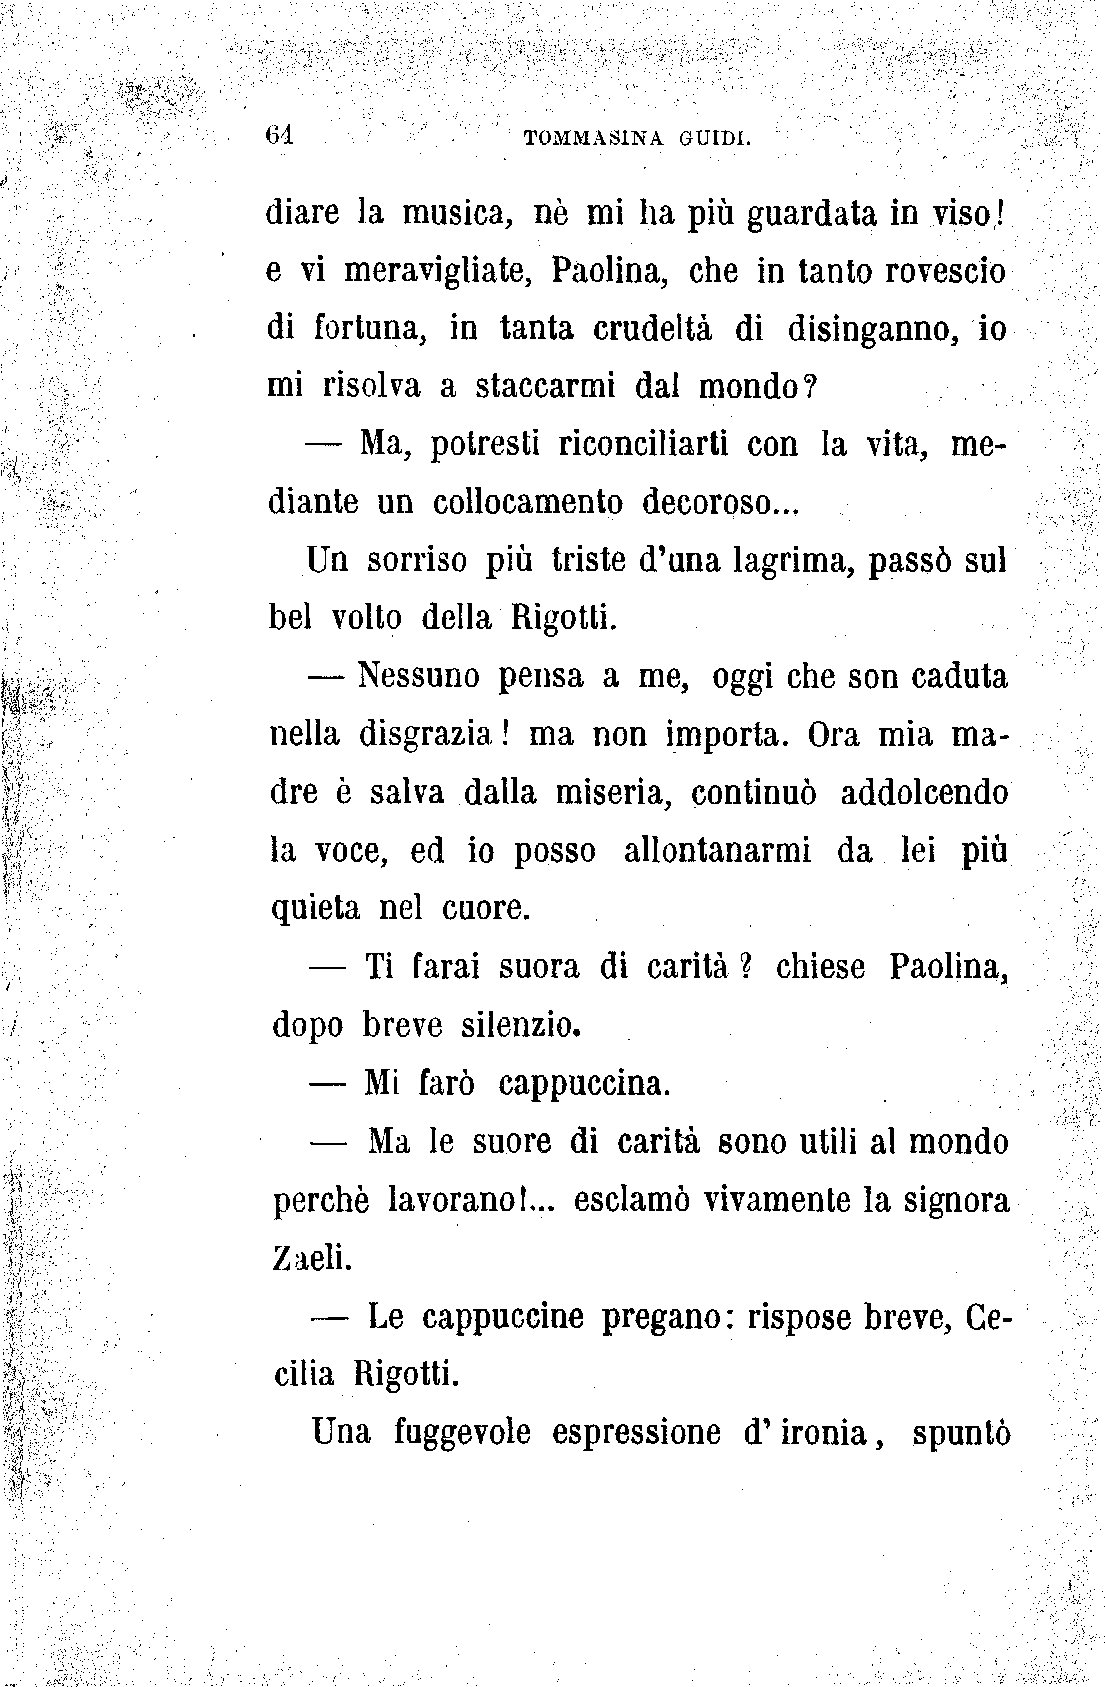 64 TOMMASINA GUIDI.
diare la musica, nè mi ha più guardata in viso!
e vi meravigliate, Paolina, che in tanto rovescio
di fortuna, in tanta crudeltà di disinganno, io
mi risolva a staccarmi dal mondo?
— Ma, potresti riconciliarti con la vita, me-
diante un collocamento decoroso...
Un sorriso più triste d'una lagrima, passò sul
bel volto della Rigotti.
— Nessuno pensa a me, oggi che son caduta
nella disgrazia! ma non importa. Ora mia ma-
dre è salva dalla miseria, continuò addolcendo
la voce, ed io posso allontanarmi da lei più
quieta nel cuore.
— Ti farai suora di carità? chiese Paolina,
dopo breve silenzio.
— Mi farò cappuccina.
— Ma le suore di carità sono utili al mondo
perchè lavorano!... esclamò vivamente la signora
Zaeli.
— Le cappuccine pregano: rispose breve, Ce-
cilia Rigotti.
Una fuggevole espressione d' ironia, spuntò